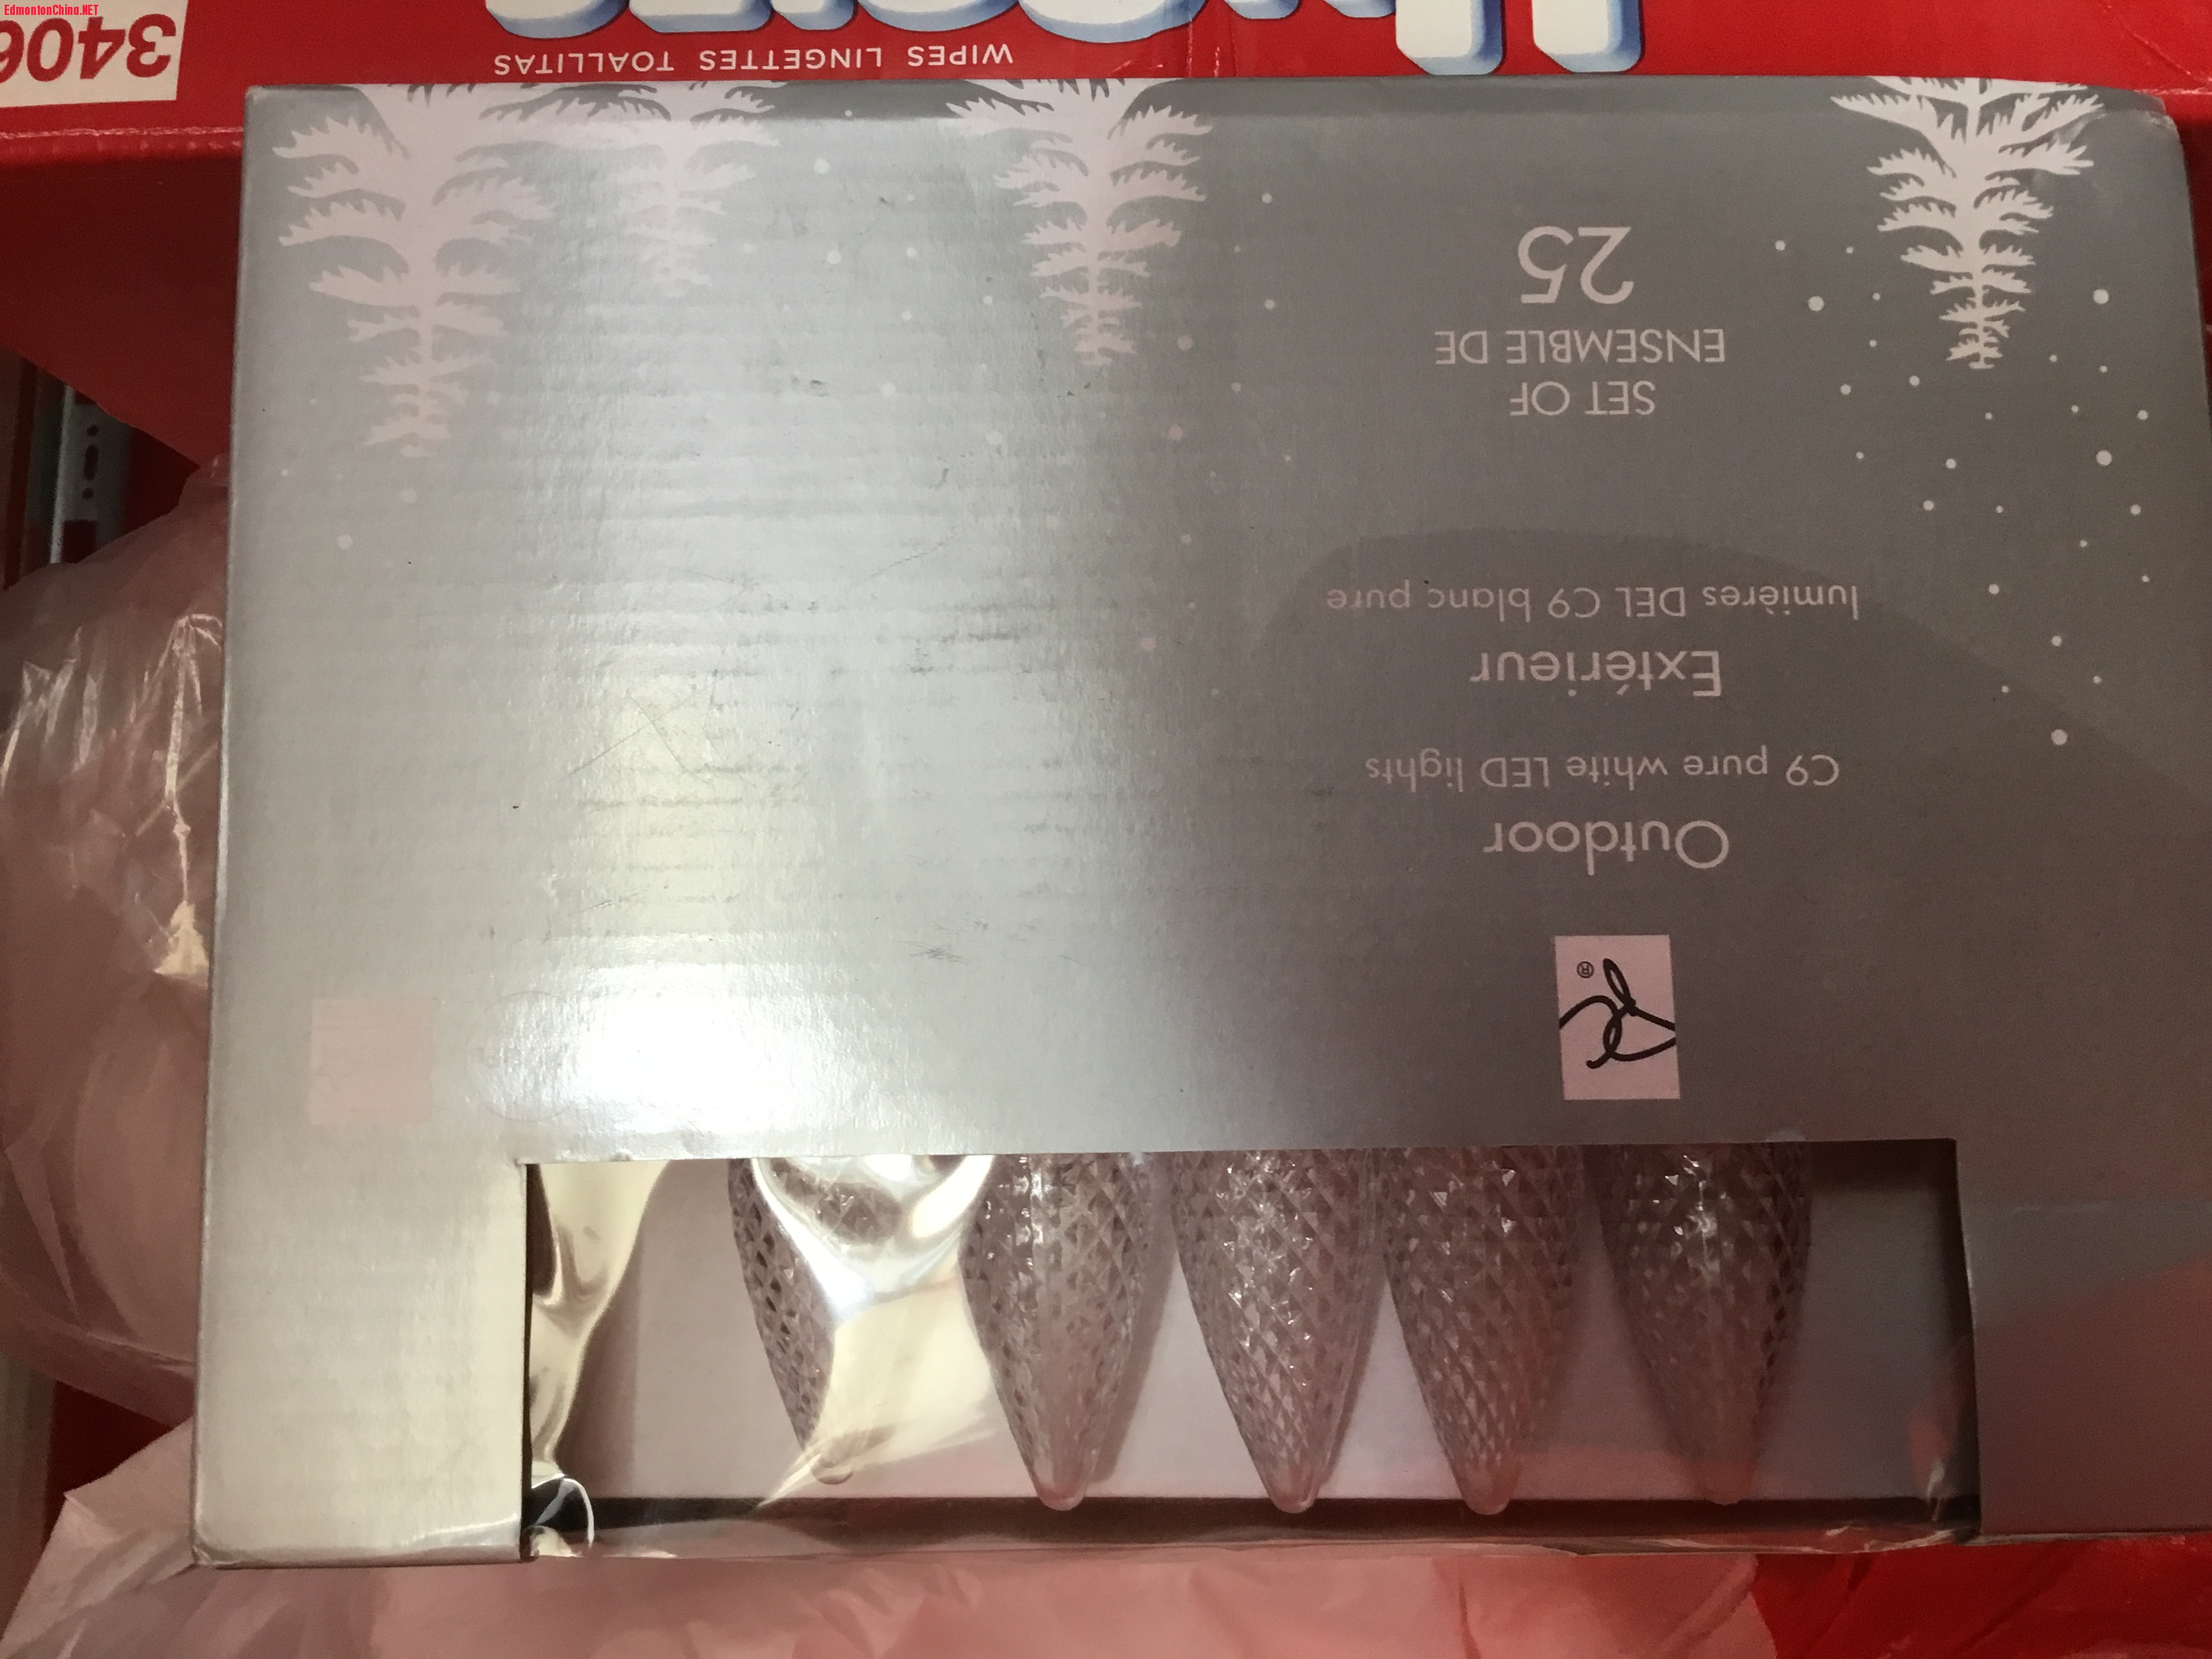 EdmontonChina.NET
Outdoor
C9 pure white LED lights
Extérieur
lumières DEL C9 blanc pure
SET OF
ENSEMBLE DE
25
WIPES LINGETTES TOALLITAS
3406